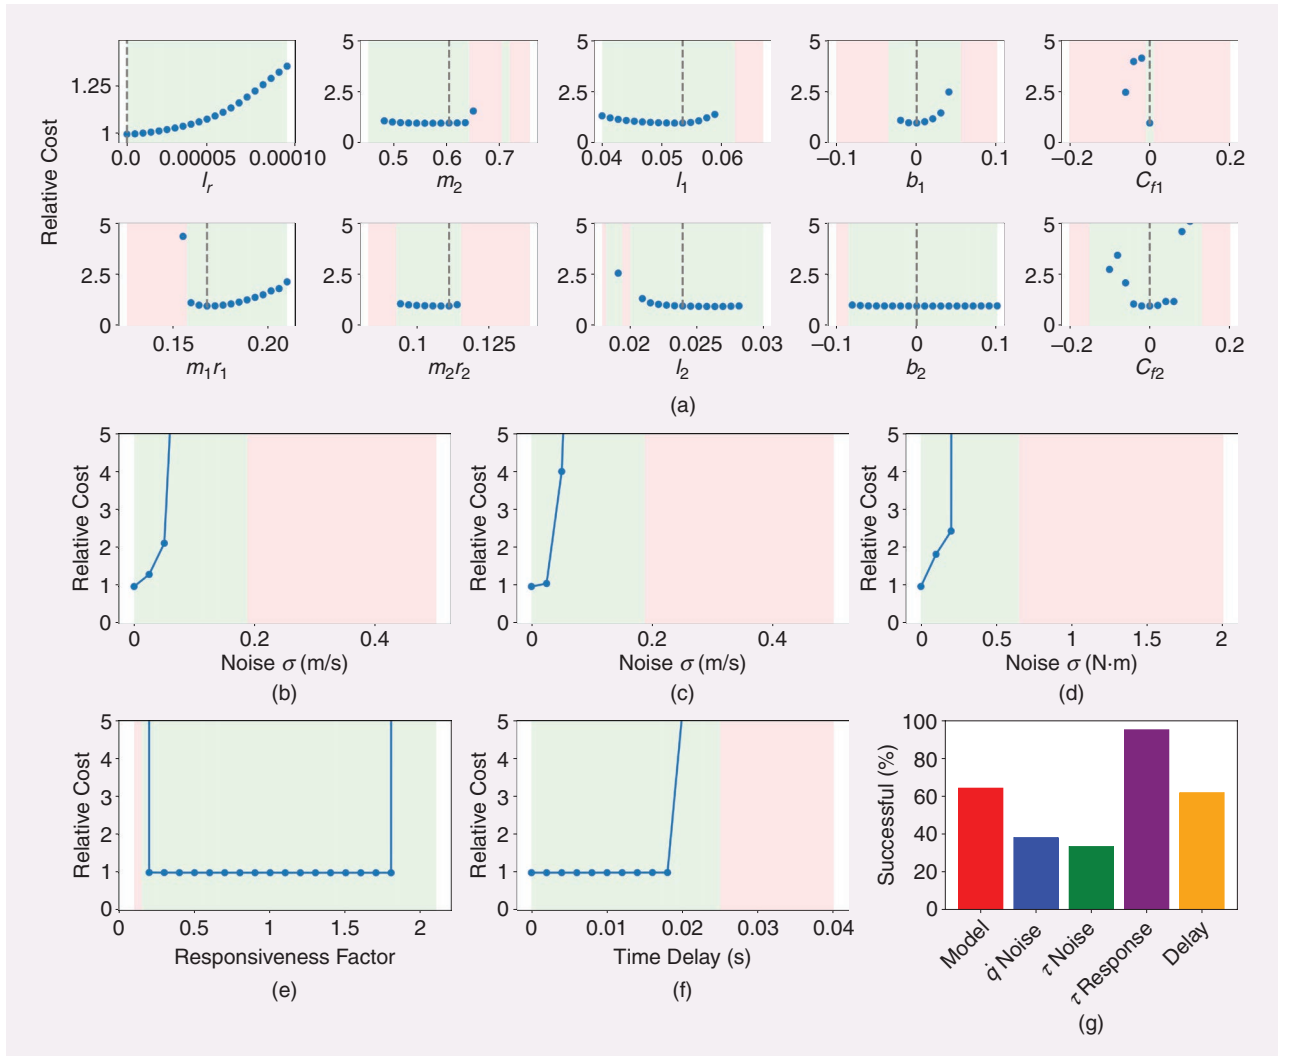 Relative Cost
1.25
1
0.0 0.00005 0.00010
I_r
5
2.5
0
0.5 0.6 0.7
m_2
5
2.5
0
0.04 0.05 0.06
l_1
5
2.5
0
–0.1 0 0.1
b_1
5
2.5
0
–0.2 0 0.2
C_f1
5
2.5
0
0.15 0.20
m_1r_1
5
2.5
0
0.1 0.125
m_2r_2
5
2.5
0
0.02 0.025 0.03
I_2
5
2.5
0
–0.1 0 0.1
b_2
5
2.5
0
–0.2 0 0.2
C_f2
(a)
Relative Cost
5
4
3
2
1
0
0 0.2 0.4
Noise σ (m/s)
(b)
Relative Cost
5
4
3
2
1
0
0 0.2 0.4
Noise σ (m/s)
(c)
Relative Cost
5
4
3
2
1
0
0 0.5 1 1.5 2
Noise σ (N·m)
(d)
Relative Cost
5
4
3
2
1
0
0 0.5 1 1.5 2
Responsiveness Factor
(e)
Relative Cost
5
4
3
2
1
0
0 0.01 0.02 0.03 0.04
Time Delay (s)
(f)
Successful (%)
100
80
60
40
20
0
Model
q̇ Noise
τ Noise
τ Response
Delay
(g)